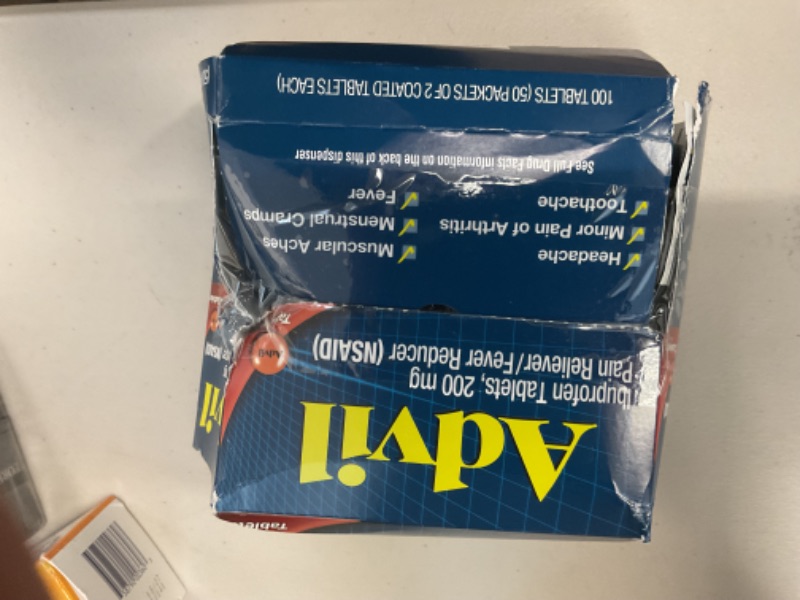 Advil
Ibuprofen Tablets, 200 mg
Pain Reliever/Fever Reducer (NSAID)
Advil
Headache
Minor Pain of Arthritis
Toothache
Muscular Aches
Menstrual Cramps
Fever
See Full Drug Facts information on the back of this dispenser
100 TABLETS (50 PACKETS OF 2 COATED TABLETS EACH)